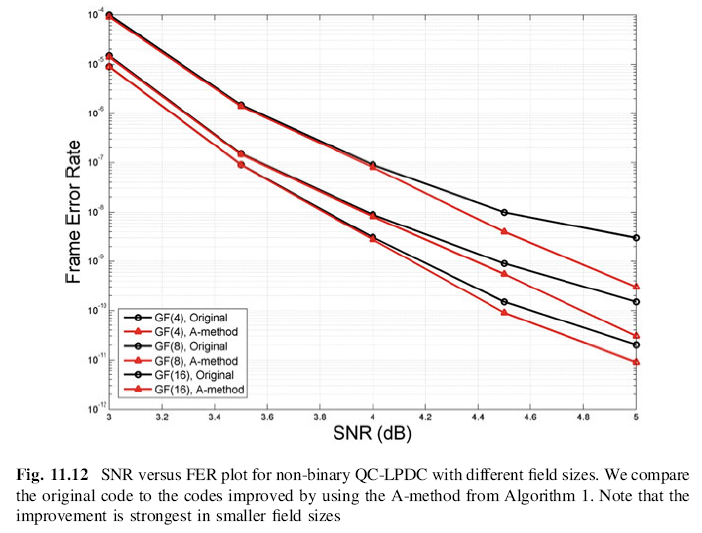 10-4
10-5
10-6
10-7
10-8
10-9
10-10
10-11
10-12
Frame Error Rate
GF(4), Original
GF(4), A-method
GF(8), Original
GF(8), A-method
GF(16), Original
GF(16), A-method
3 3.2 3.4 3.6 3.8 4 4.2 4.4 4.6 4.8 5
SNR (dB)
Fig. 11.12 SNR versus FER plot for non-binary QC-LPDC with different field sizes. We compare
the original code to the codes improved by using the A-method from Algorithm 1. Note that the
improvement is strongest in smaller field sizes